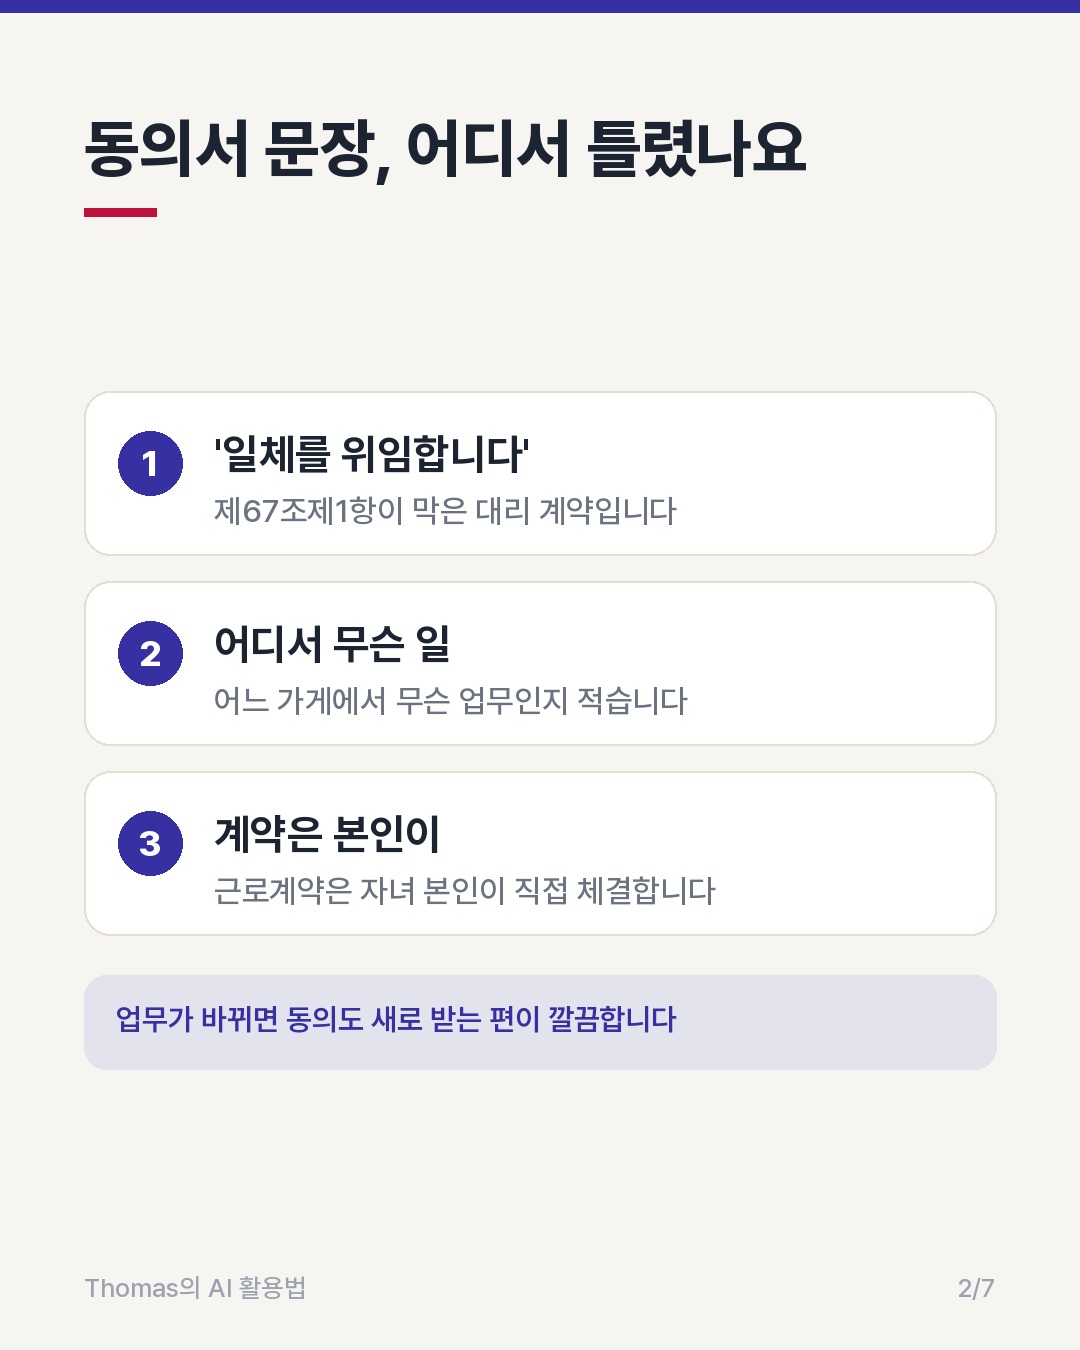 동의서 문장, 어디서 틀렸나요
1
'일체를 위임합니다'
제67조제1항이 막은 대리 계약입니다
2
어디서 무슨 일
어느 가게에서 무슨 업무인지 적습니다
3
계약은 본인이
근로계약은 자녀 본인이 직접 체결합니다
업무가 바뀌면 동의도 새로 받는 편이 깔끔합니다
Thomas의 AI 활용법
2/7